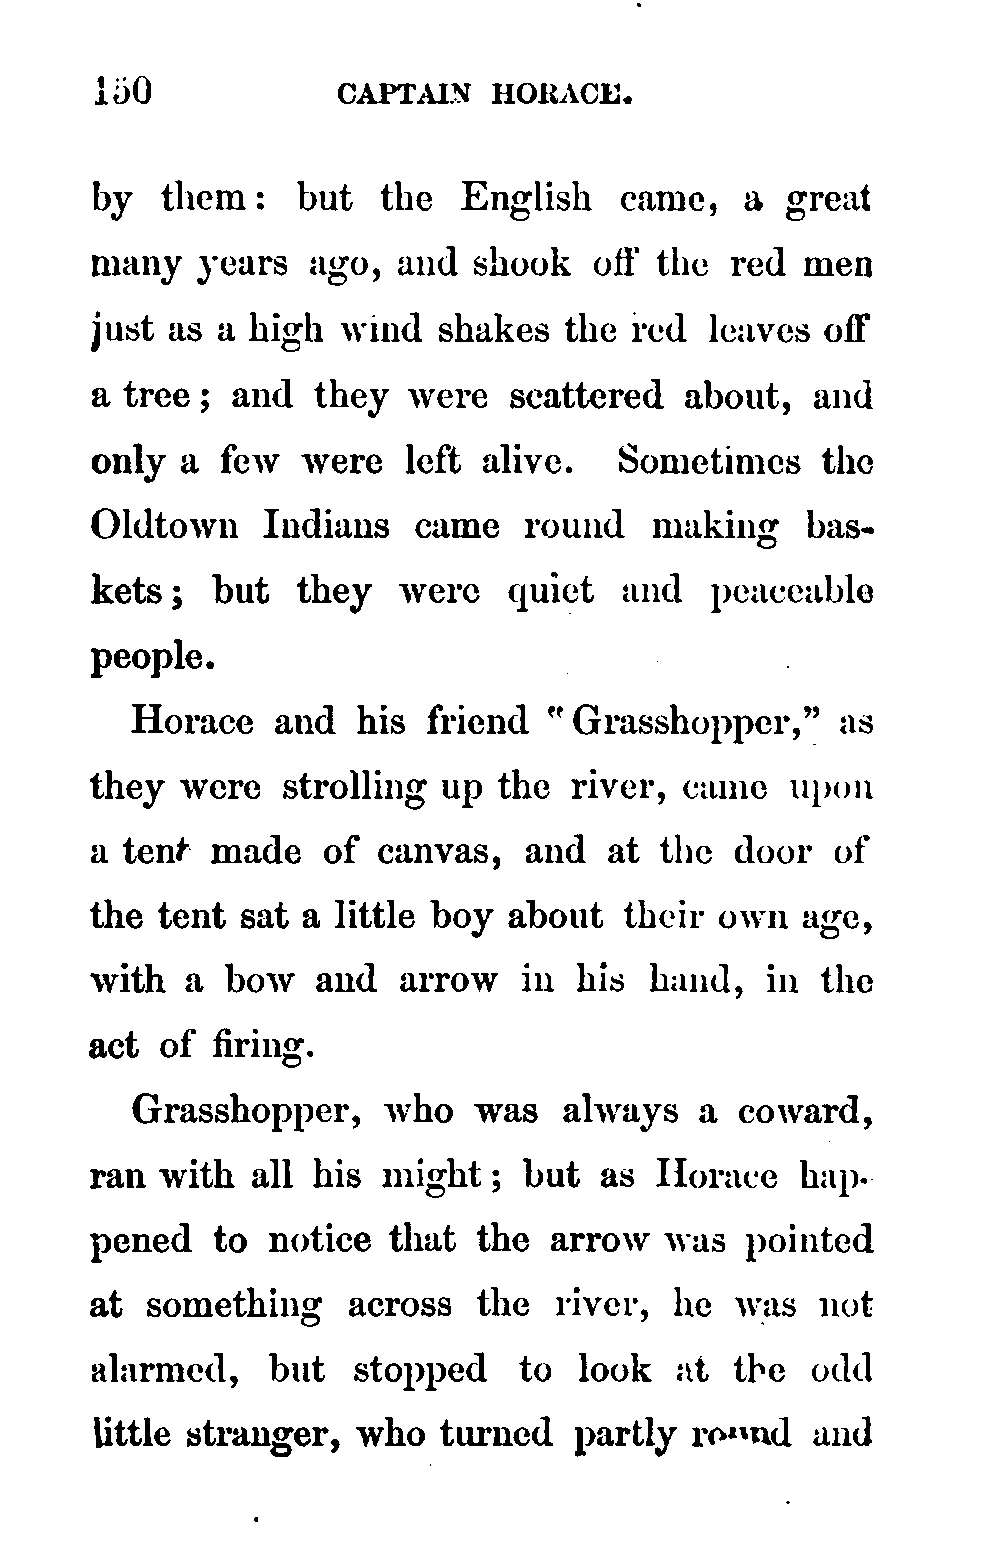 150 CAPTAIN HORACE.
by them: but the English came, a great
many years ago, and shook off the red men
just as a high wind shakes the red leaves off
a tree; and they were scattered about, and
only a few were left alive. Sometimes the
Oldtown Indians came round making bas-
kets; but they were quiet and peaceable
people.
Horace and his friend "Grasshopper," as
they were strolling up the river, came upon
a tent made of canvas, and at the door of
the tent sat a little boy about their own age,
with a bow and arrow in his hand, in the
act of firing.
Grasshopper, who was always a coward,
ran with all his might; but as Horace hap-
pened to notice that the arrow was pointed
at something across the river, he was not
alarmed, but stopped to look at the odd
little stranger, who turned partly round and